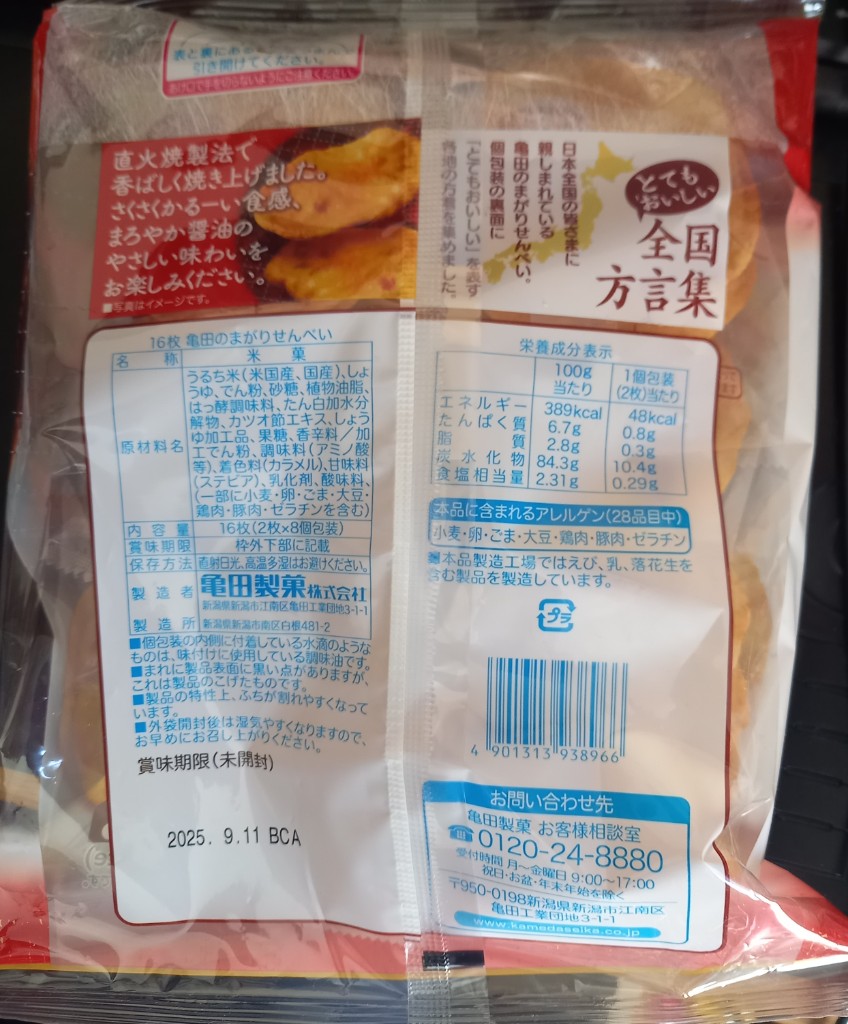 表と裏に
引き開けてください。
直火焼製法で
香ばしく焼き上げました。
さくさくかるーい食感、
まろやか醤油の
やさしい味わいを
お楽しみください。
■写真はイメージです。
とても
おいしい
全国
方言集
日本全国の皆さまに
親しまれている
亀田のまがりせんべい。
個包装の裏面に
「とてもおいしい」を表す
各地の方言を集めました。
16枚 亀田のまがりせんべい
名 称 米 菓
原材料名 うるち米(米国産、国産)、しょ
うゆ、でん粉、砂糖、植物油脂、
はっ酵調味料、たん白加水分
解物、カツオ節エキス、しょう
ゆ加工品、果糖、香辛料／加
工でん粉、調味料(アミノ酸
等)、着色料(カラメル)、甘味料
(ステビア)、乳化剤、酸味料、
(一部に小麦・卵・ごま・大豆・
鶏肉・豚肉・ゼラチンを含む)
内 容 量 16枚(2枚×8個包装)
賞味期限 枠外下部に記載
保存方法 直射日光、高温多湿はお避けください。
製 造 者 亀田製菓株式会社
新潟県新潟市江南区亀田工業団地3-1-1
製 造 所 新潟県新潟市南区白根481-2
■個包装の内側に付着している水滴のような
ものは、味付けに使用している調味油です。
■まれに製品表面に黒い点がありますが、
これは製品のこげたものです。
■製品の特性上、ふちが割れやすくなって
います。
■外袋開封後は湿気やすくなりますので、
お早めにお召し上がりください。
賞味期限(未開封)
2025. 9.11 BCA
栄養成分表示
100g
当たり
1個包装
(2枚)当たり
エネルギー 389kcal 48kcal
たんぱく質 6.7g 0.8g
脂 質 2.8g 0.3g
炭水化物 84.3g 10.4g
食塩相当量 2.31g 0.29g
本品に含まれるアレルゲン(28品目中)
小麦・卵・ごま・大豆・鶏肉・豚肉・ゼラチン
■本品製造工場ではえび、乳、落花生を
含む製品を製造しています。
プラ
4 901313 938966
お問い合わせ先
亀田製菓 お客様相談室
0120-24-8880
受付時間 月〜金曜日 9:00〜17:00
祝日・お盆・年末年始を除く
〒950-0198新潟県新潟市江南区
亀田工業団地3-1-1
www.kamedaseika.co.jp